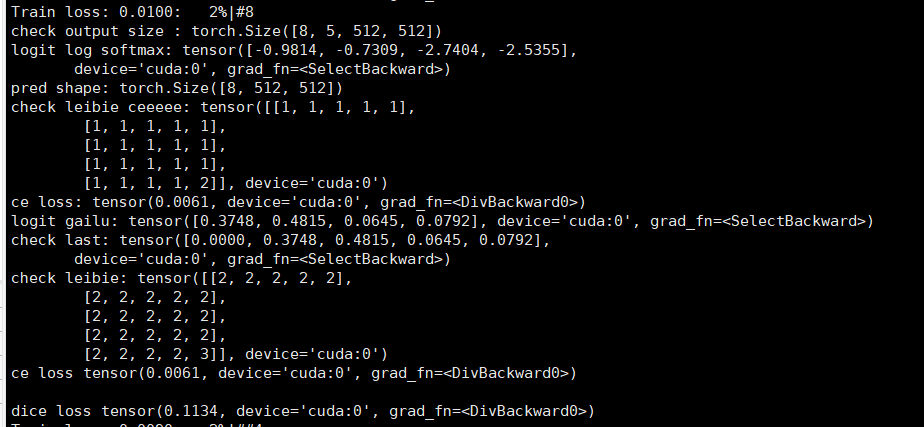 Train loss: 0.0100:   2%|#8
check output size : torch.Size([8, 5, 512, 512])
logit log softmax: tensor([-0.9814, -0.7309, -2.7404, -2.5355],
       device='cuda:0', grad_fn=<SelectBackward>)
pred shape: torch.Size([8, 512, 512])
check leibie ceeeee: tensor([[1, 1, 1, 1, 1],
        [1, 1, 1, 1, 1],
        [1, 1, 1, 1, 1],
        [1, 1, 1, 1, 1],
        [1, 1, 1, 1, 2]], device='cuda:0')
ce loss: tensor(0.0061, device='cuda:0', grad_fn=<DivBackward0>)
logit gailu: tensor([0.3748, 0.4815, 0.0645, 0.0792], device='cuda:0', grad_fn=<SelectBackward>)
check last: tensor([0.0000, 0.3748, 0.4815, 0.0645, 0.0792],
       device='cuda:0', grad_fn=<SelectBackward>)
check leibie: tensor([[2, 2, 2, 2, 2],
        [2, 2, 2, 2, 2],
        [2, 2, 2, 2, 2],
        [2, 2, 2, 2, 2],
        [2, 2, 2, 2, 3]], device='cuda:0')
ce loss tensor(0.0061, device='cuda:0', grad_fn=<DivBackward0>)
dice loss tensor(0.1134, device='cuda:0', grad_fn=<DivBackward0>)